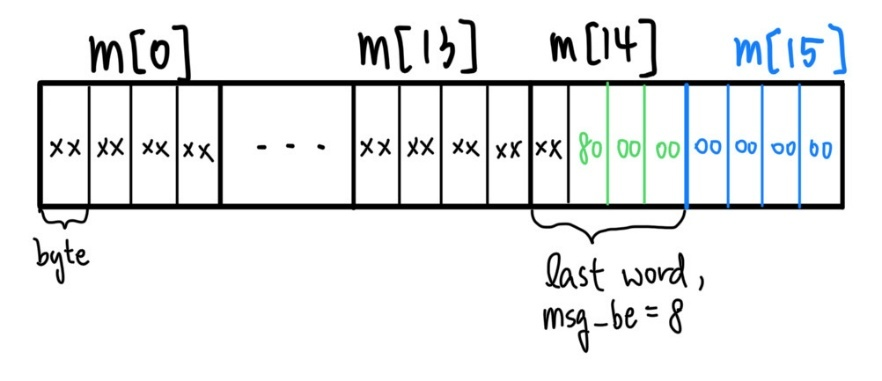 m[0] m[13] m[14] m[15]
xx xx xx xx - - - xx xx xx xx xx 80 00 00 00 00 00 00
byte
last word,
msg_be = 8